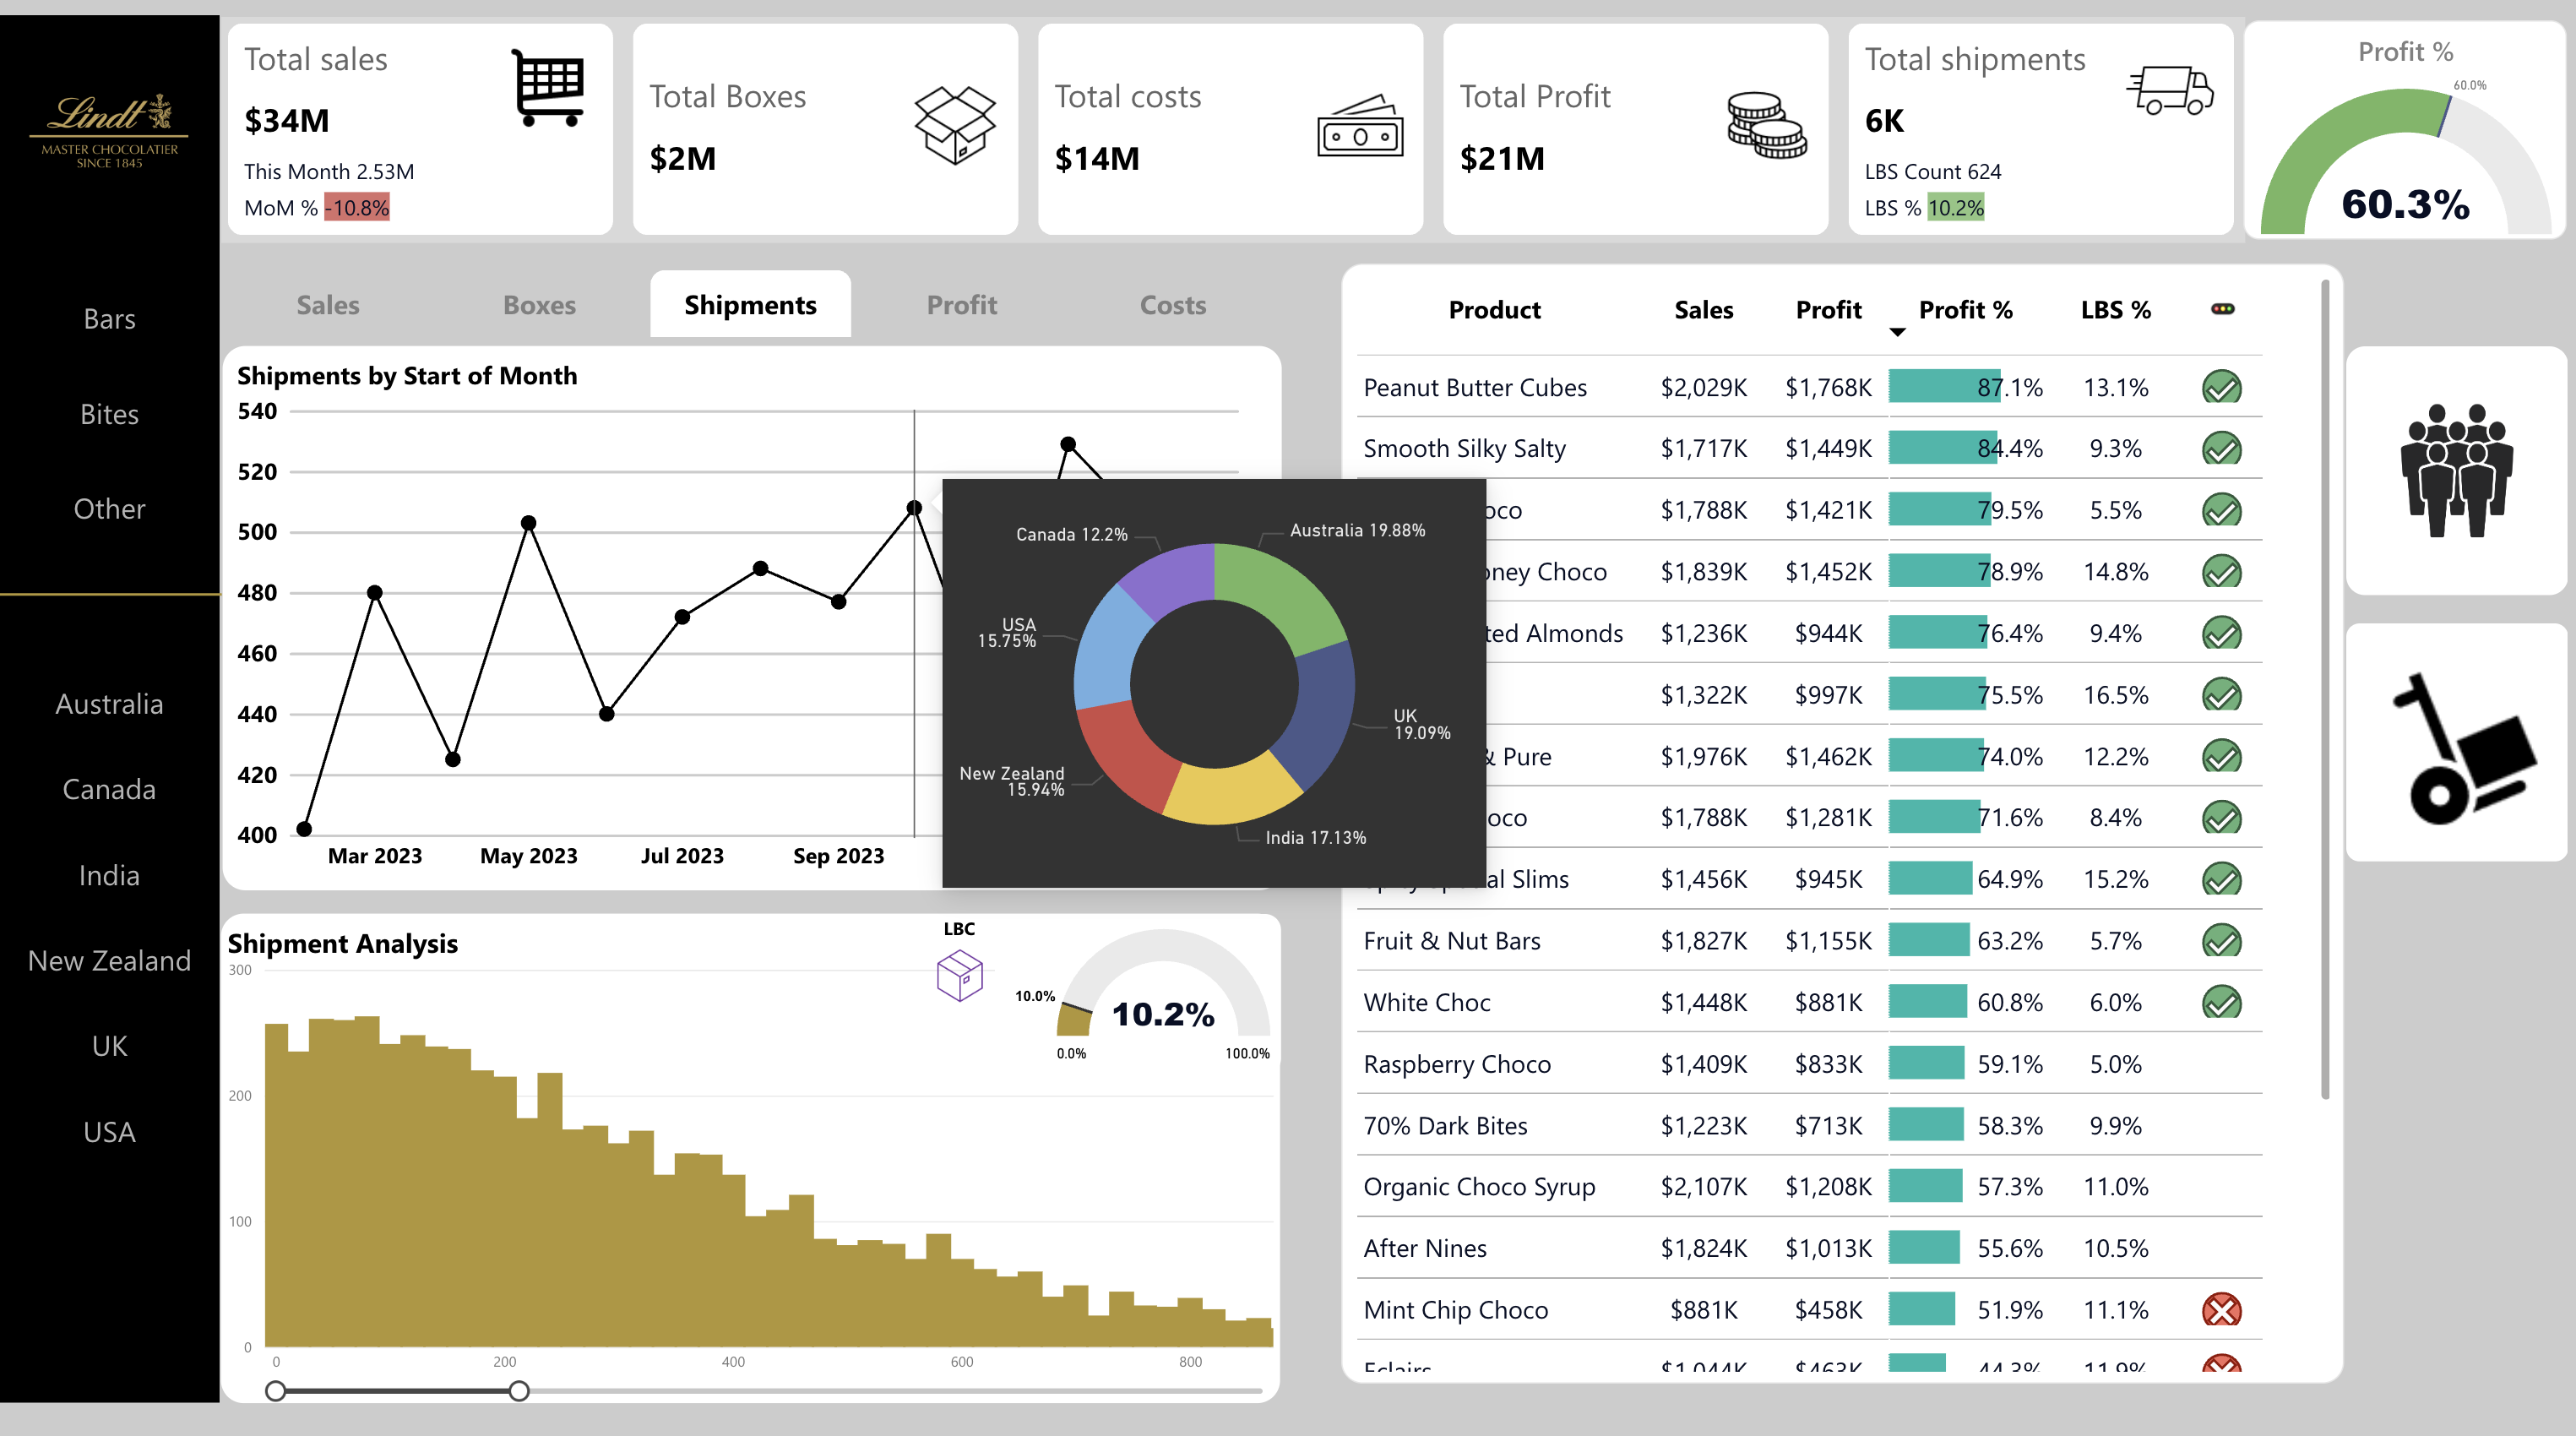 Lindt
MASTER CHOCOLATIER
SINCE 1845
Bars
Bites
Other
Australia
Canada
India
New Zealand
UK
USA
Total sales
$34M
This Month 2.53M
MoM % -10.8%
Total Boxes
$2M
Total costs
$14M
Total Profit
$21M
Total shipments
6K
LBS Count 624
LBS % 10.2%
Profit %
60.0%
60.3%
Sales Boxes Shipments Profit Costs
Shipments by Start of Month
540
520
500
480
460
440
420
400
Mar 2023 May 2023 Jul 2023 Sep 2023
Canada 12.2%
Australia 19.88%
USA
15.75%
UK
19.09%
New Zealand
15.94%
India 17.13%
Shipment Analysis
LBC
10.0%
10.2%
0.0% 100.0%
300
200
100
0
0 200 400 600 800
Product Sales Profit Profit % LBS %
Peanut Butter Cubes $2,029K $1,768K 87.1% 13.1%
Smooth Silky Salty $1,717K $1,449K 84.4% 9.3%
$1,788K $1,421K 79.5% 5.5%
Choco $1,839K $1,452K 78.9% 14.8%
Almonds $1,236K $944K 76.4% 9.4%
$1,322K $997K 75.5% 16.5%
& Pure $1,976K $1,462K 74.0% 12.2%
$1,788K $1,281K 71.6% 8.4%
Slims $1,456K $945K 64.9% 15.2%
Fruit & Nut Bars $1,827K $1,155K 63.2% 5.7%
White Choc $1,448K $881K 60.8% 6.0%
Raspberry Choco $1,409K $833K 59.1% 5.0%
70% Dark Bites $1,223K $713K 58.3% 9.9%
Organic Choco Syrup $2,107K $1,208K 57.3% 11.0%
After Nines $1,824K $1,013K 55.6% 10.5%
Mint Chip Choco $881K $458K 51.9% 11.1%
Eclairs $1,044K $463K 44.3% 11.9%